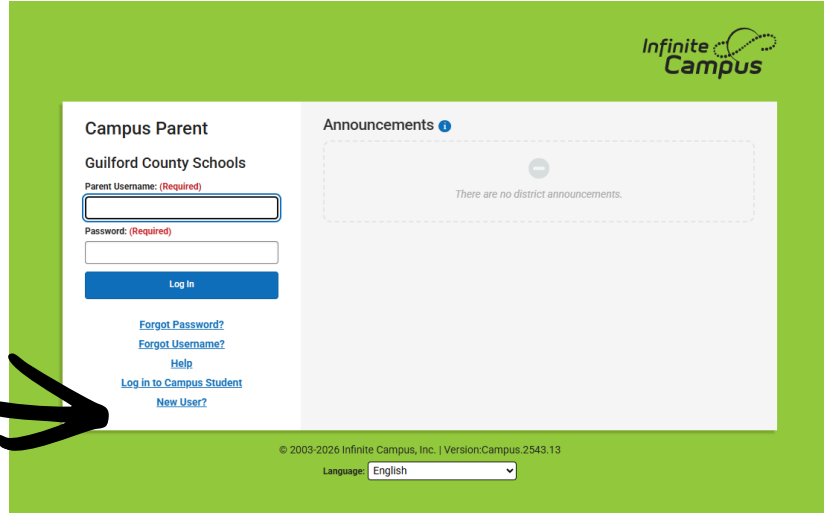 Infinite
Campus
Campus Parent
Guilford County Schools
Parent Username: (Required)
Password: (Required)
Log In
Forgot Password?
Forgot Username?
Help
Log in to Campus Student
New User?
Announcements i
There are no district announcements.
© 2003-2026 Infinite Campus, Inc. | Version:Campus.2543.13
Language: English